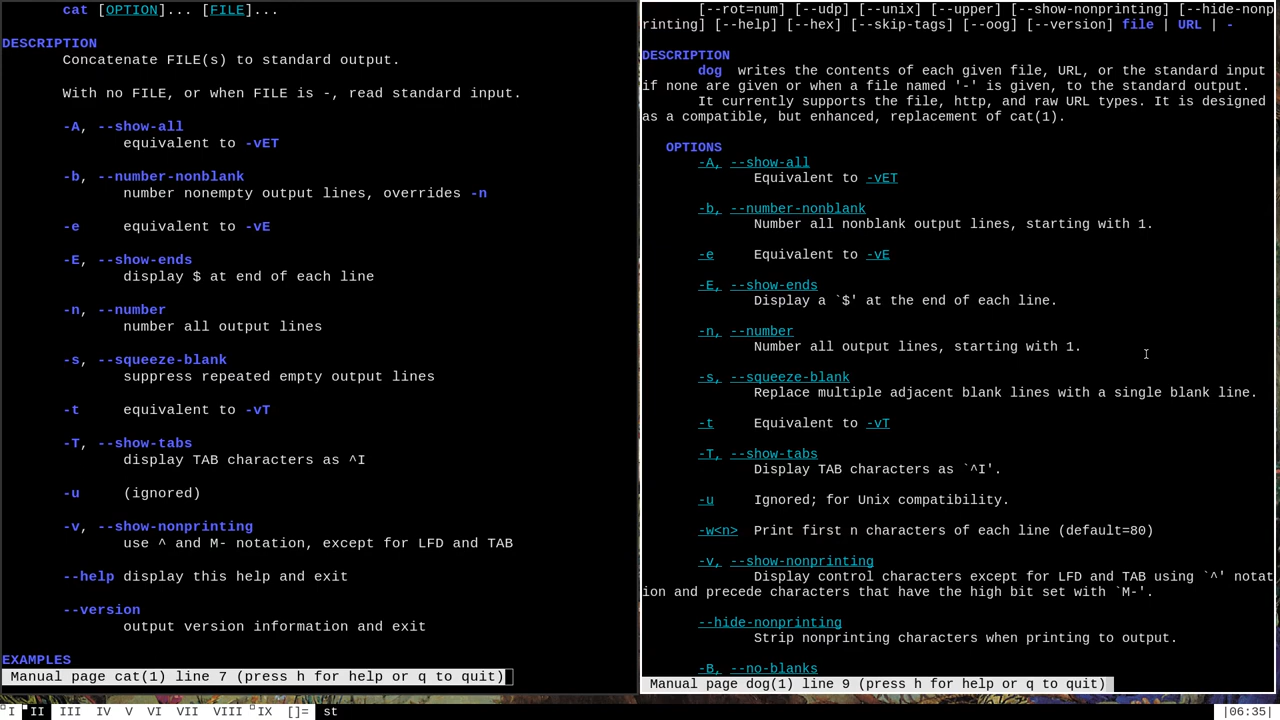 cat [OPTION]... [FILE]...
DESCRIPTION
Concatenate FILE(s) to standard output.
With no FILE, or when FILE is -, read standard input.
-A, --show-all
equivalent to -vET
-b, --number-nonblank
number nonempty output lines, overrides -n
-e equivalent to -vE
-E, --show-ends
display $ at end of each line
-n, --number
number all output lines
-s, --squeeze-blank
suppress repeated empty output lines
-t equivalent to -vT
-T, --show-tabs
display TAB characters as ^I
-u (ignored)
-v, --show-nonprinting
use ^ and M- notation, except for LFD and TAB
--help display this help and exit
--version
output version information and exit
EXAMPLES
Manual page cat(1) line 7 (press h for help or q to quit)
[--rot=num] [--udp] [--unix] [--upper] [--show-nonprinting] [--hide-nonp
rinting] [--help] [--hex] [--skip-tags] [--oog] [--version] file | URL | -
DESCRIPTION
dog writes the contents of each given file, URL, or the standard input
if none are given or when a file named '-' is given, to the standard output.
It currently supports the file, http, and raw URL types. It is designed
as a compatible, but enhanced, replacement of cat(1).
OPTIONS
-A, --show-all
Equivalent to -vET
-b, --number-nonblank
Number all nonblank output lines, starting with 1.
-e Equivalent to -vE
-E, --show-ends
Display a `$' at the end of each line.
-n, --number
Number all output lines, starting with 1.
-s, --squeeze-blank
Replace multiple adjacent blank lines with a single blank line.
-t Equivalent to -vT
-T, --show-tabs
Display TAB characters as `^I'.
-u Ignored; for Unix compatibility.
-w<n> Print first n characters of each line (default=80)
-v, --show-nonprinting
Display control characters except for LFD and TAB using `^' notat
ion and precede characters that have the high bit set with `M-'.
--hide-nonprinting
Strip nonprinting characters when printing to output.
-B, --no-blanks
Manual page dog(1) line 9 (press h for help or q to quit)
I II III IV V VI VII VIII IX []= st |06:35|